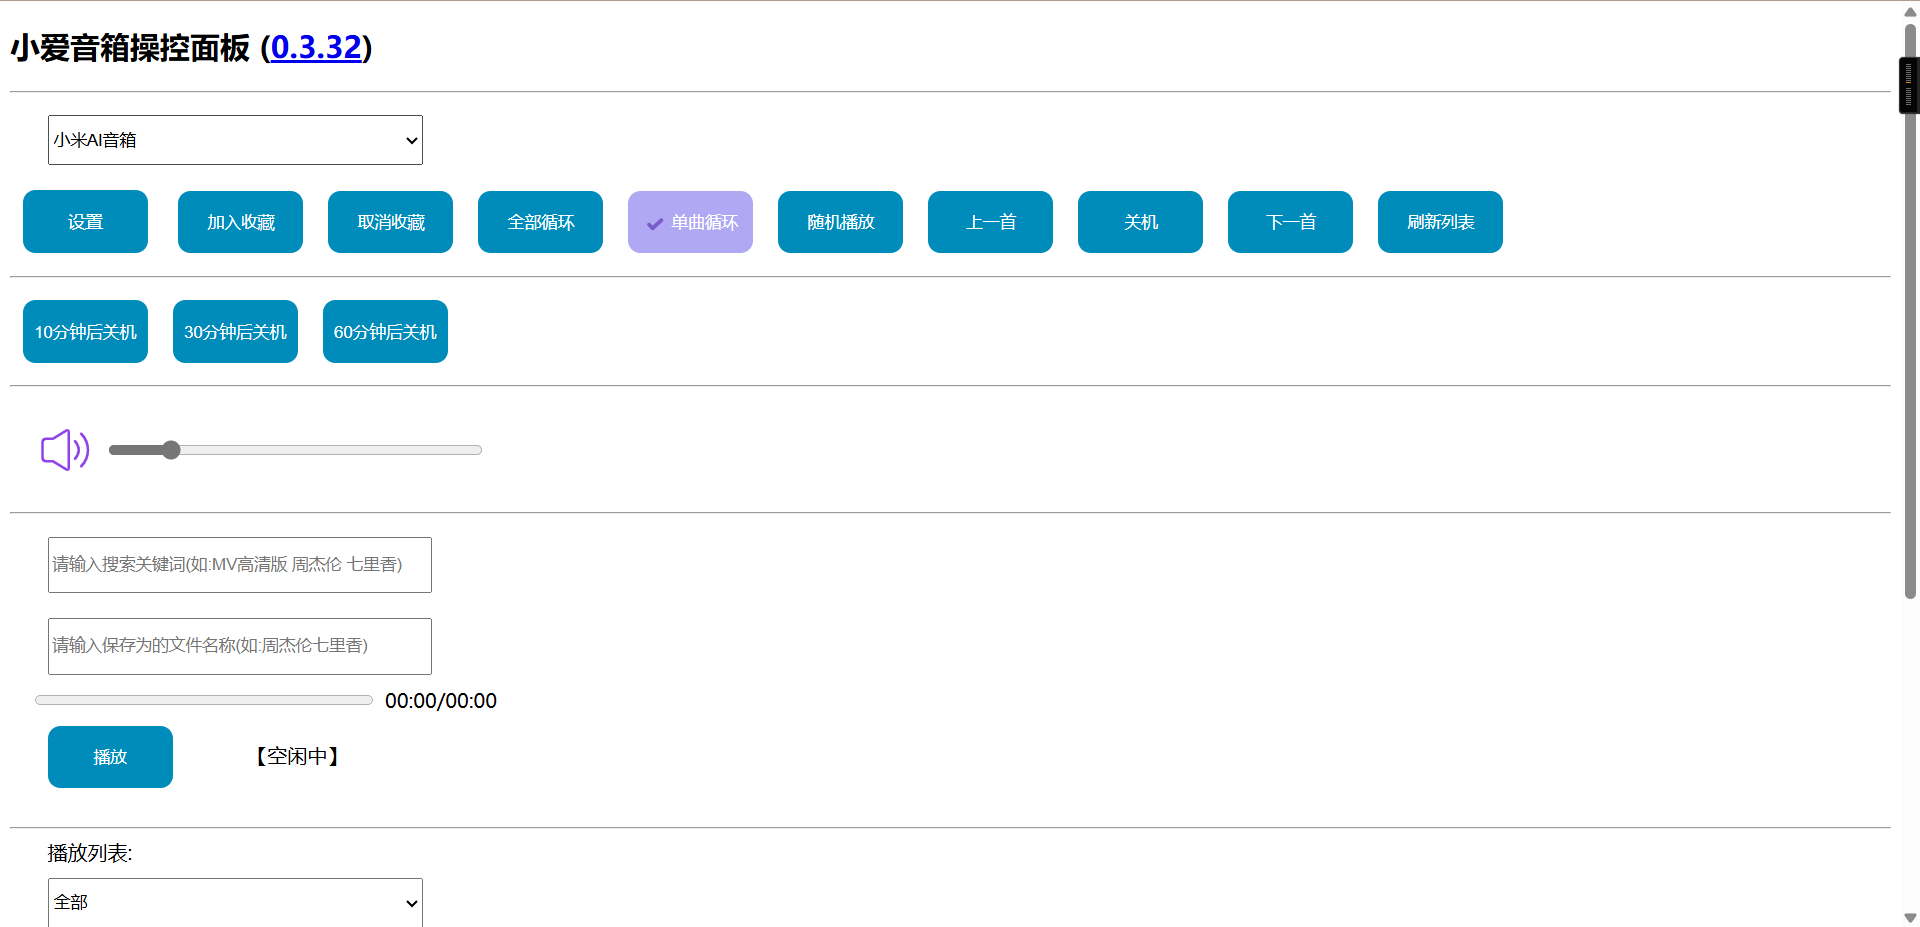 小爱音箱操控面板 (0.3.32)
小米AI音箱
设置 加入收藏 取消收藏 全部循环 单曲循环 随机播放 上一首 关机 下一首 刷新列表
10分钟后关机 30分钟后关机 60分钟后关机
请输入搜索关键词(如:MV高清版 周杰伦 七里香)
请输入保存为的文件名称(如:周杰伦七里香)
00:00/00:00
播放 【空闲中】
播放列表:
全部